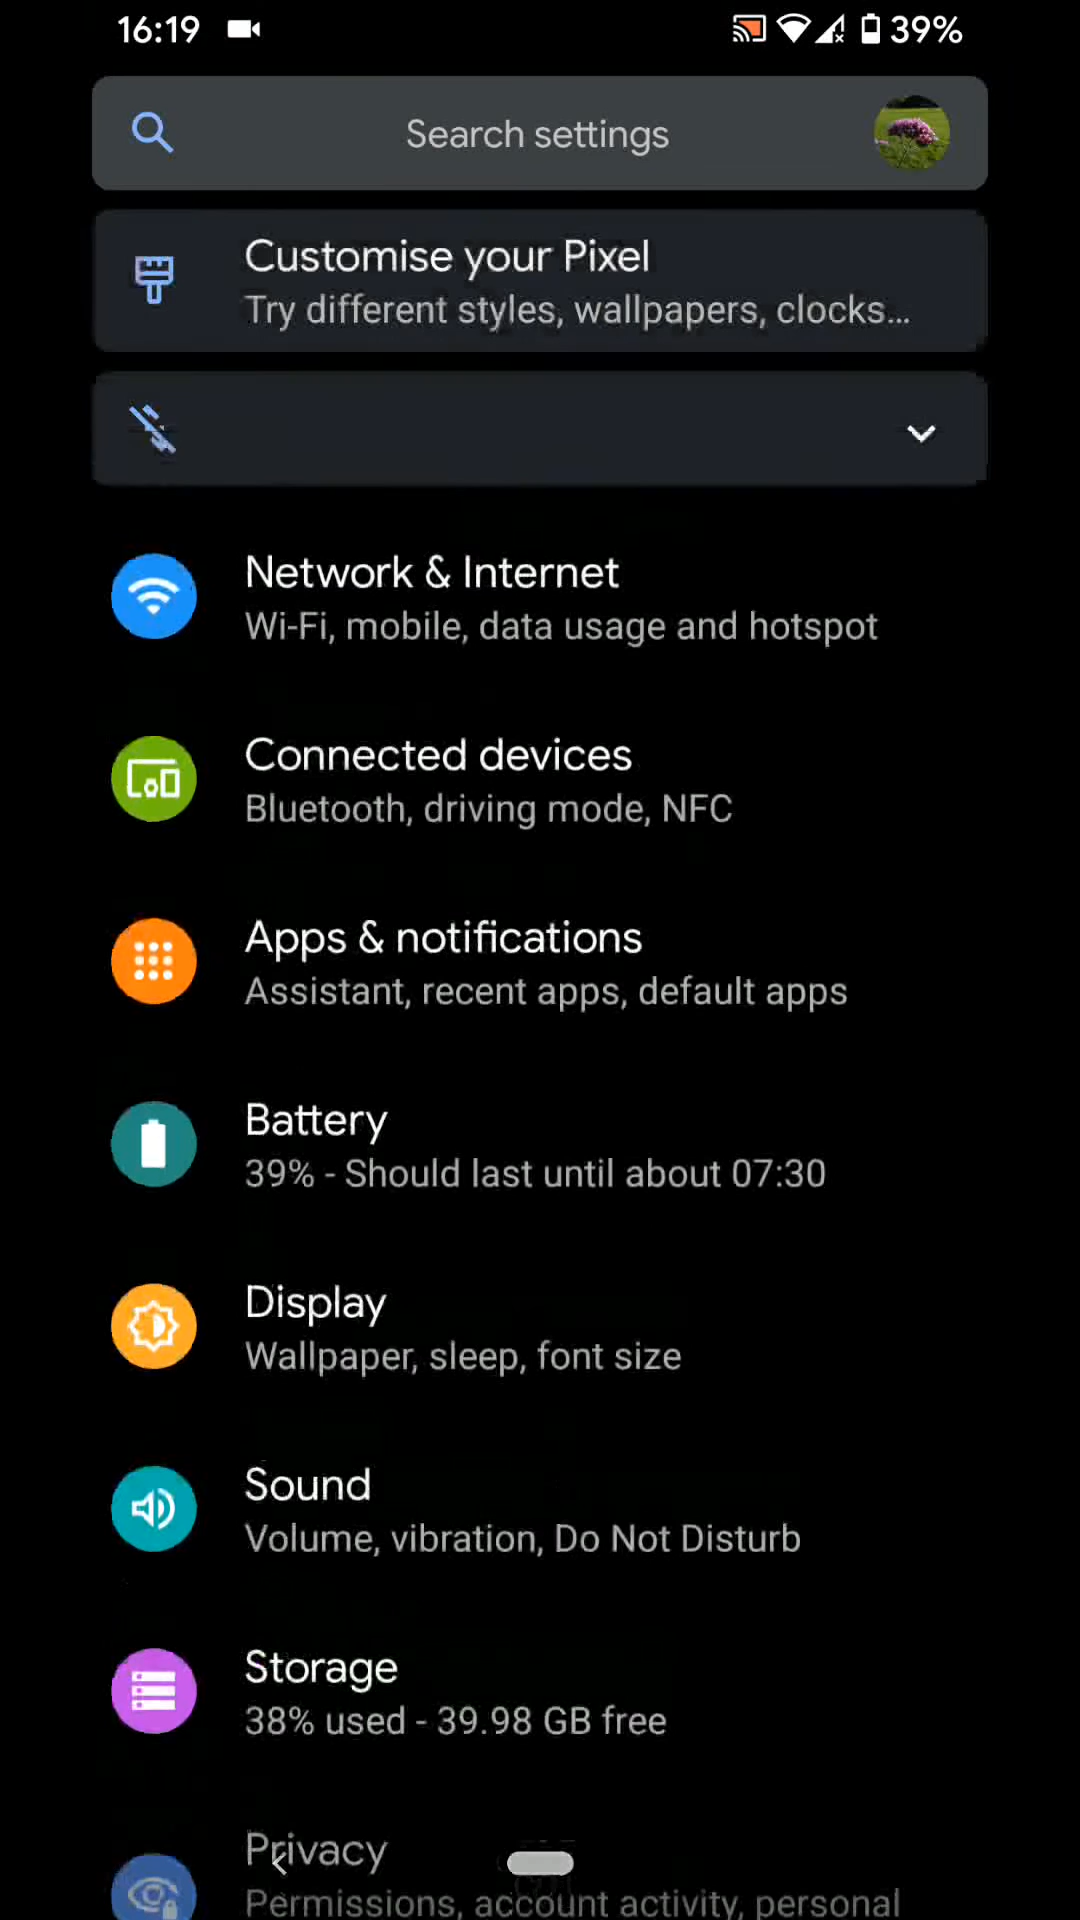 16:19
39%
Search settings
Customise your Pixel
Try different styles, wallpapers, clocks...
Network & Internet
Wi-Fi, mobile, data usage and hotspot
Connected devices
Bluetooth, driving mode, NFC
Apps & notifications
Assistant, recent apps, default apps
Battery
39% - Should last until about 07:30
Display
Wallpaper, sleep, font size
Sound
Volume, vibration, Do Not Disturb
Storage
38% used - 39.98 GB free
Privacy
Permissions, account activity, personal